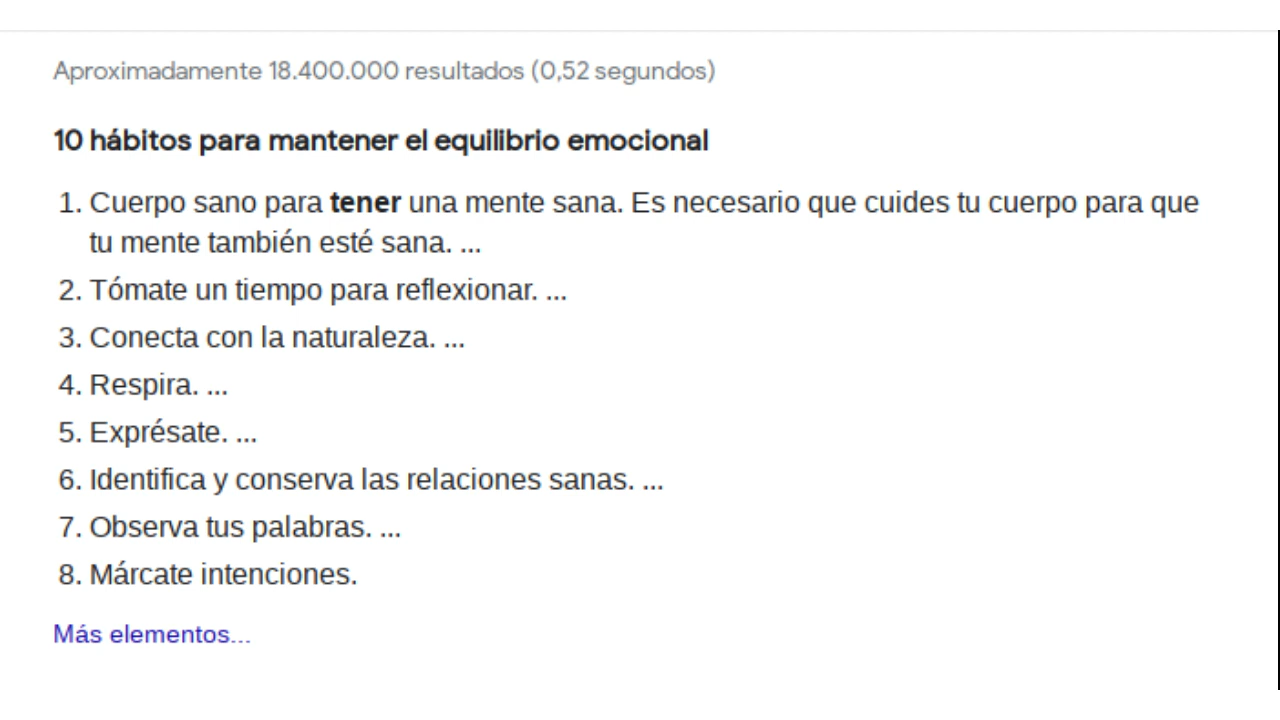 Aproximadamente 18.400.000 resultados (0,52 segundos)
10 hábitos para mantener el equilibrio emocional
1. Cuerpo sano para tener una mente sana. Es necesario que cuides tu cuerpo para que
tu mente también esté sana. ...
2. Tómate un tiempo para reflexionar. ...
3. Conecta con la naturaleza. ...
4. Respira. ...
5. Exprésate. ...
6. Identifica y conserva las relaciones sanas. ...
7. Observa tus palabras. ...
8. Márcate intenciones.
Más elementos...